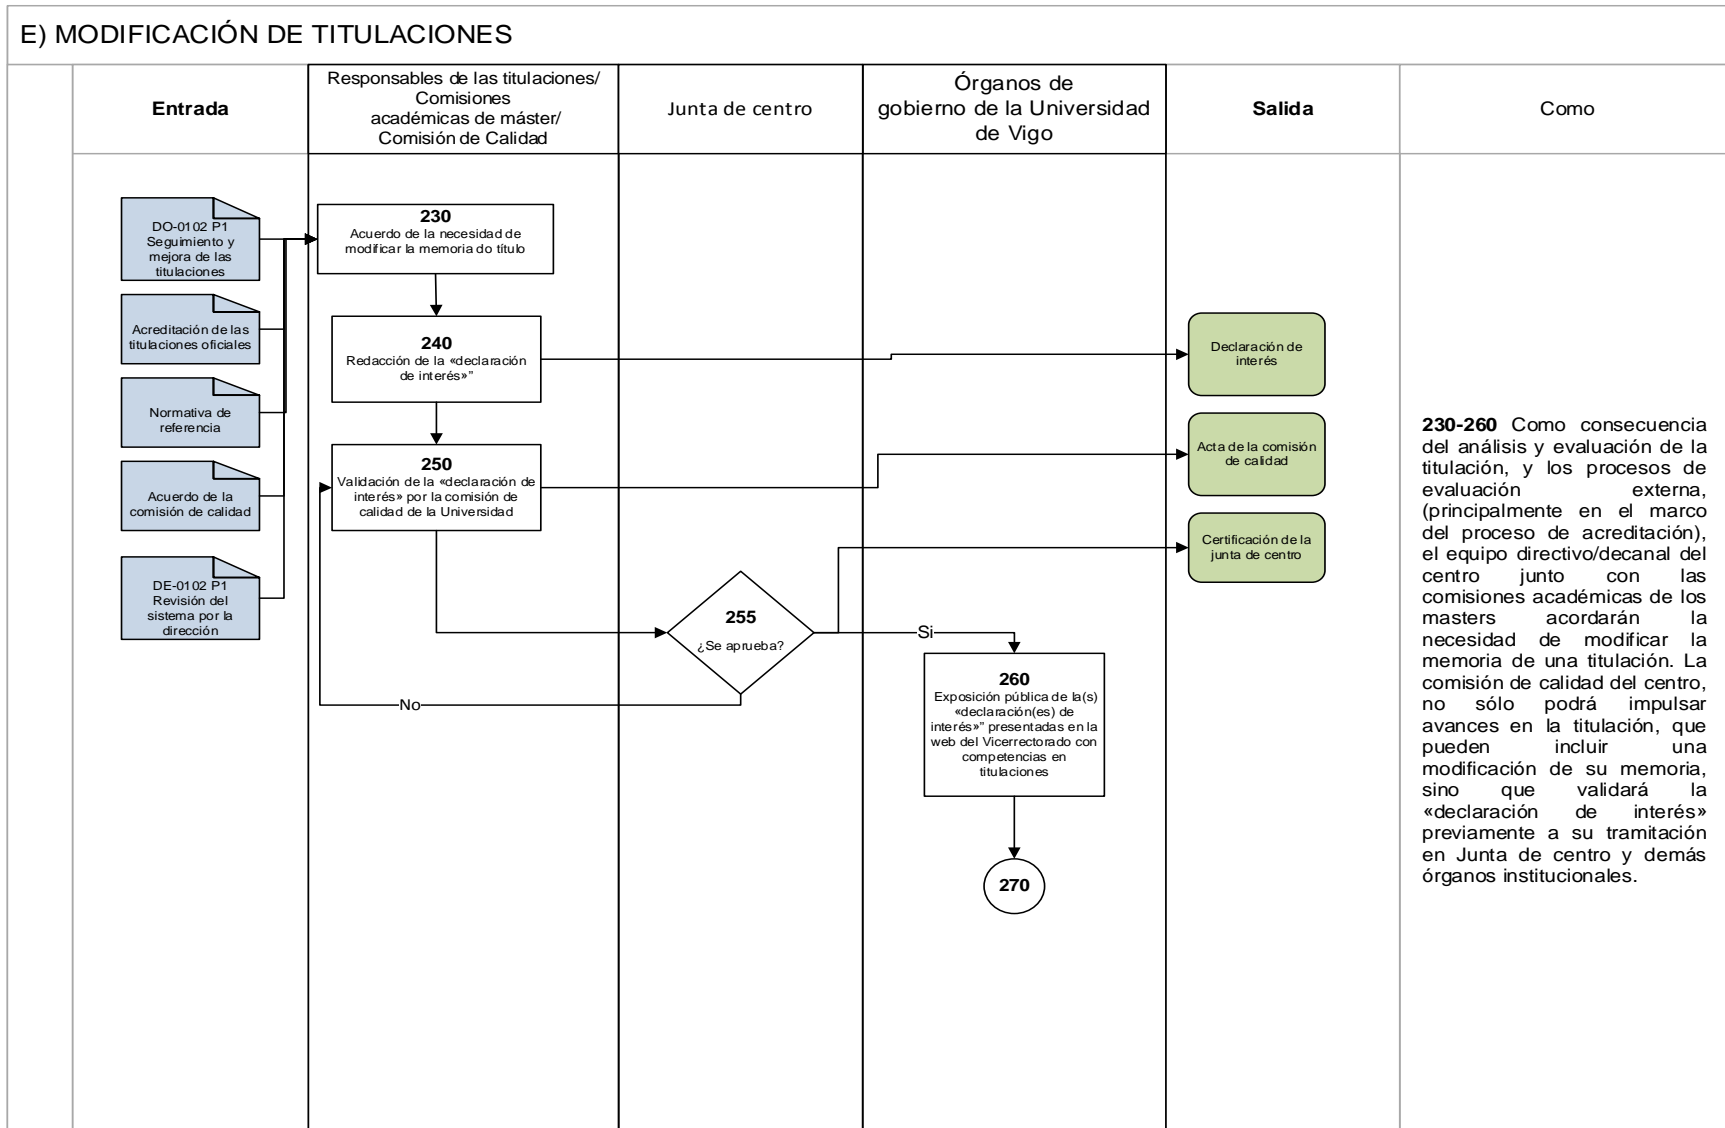 E) MODIFICACIÓN DE TITULACIONES
Entrada
Responsables de las titulaciones/
Comisiones
académicas de máster/
Comisión de Calidad
Junta de centro
Órganos de
gobierno de la Universidad
de Vigo
Salida
Como
DO-0102 P1
Seguimiento y
mejora de las
titulaciones
Acreditación de las
titulaciones oficiales
Normativa de
referencia
Acuerdo de la
comisión de calidad
DE-0102 P1
Revisión del
sistema por la
dirección
230
Acuerdo de la necesidad de
modificar la memoria do título
240
Redacción de la «declaración
de interés»”
250
Validación de la «declaración de
interés» por la comisión de
calidad de la Universidad
255
¿Se aprueba?
Si
No
260
Exposición pública de la(s)
«declaración(es) de
interés»” presentadas en la
web del Vicerrectorado con
competencias en
titulaciones
270
Declaración de
interés
Acta de la comisión
de calidad
Certificación de la
junta de centro
230-260 Como consecuencia
del análisis y evaluación de la
titulación, y los procesos de
evaluación externa,
(principalmente en el marco
del proceso de acreditación),
el equipo directivo/decanal del
centro junto con las
comisiones académicas de los
masters acordarán la
necesidad de modificar la
memoria de una titulación. La
comisión de calidad del centro,
no sólo podrá impulsar
avances en la titulación, que
pueden incluir una
modificación de su memoria,
sino que validará la
«declaración de interés»
previamente a su tramitación
en Junta de centro y demás
órganos institucionales.